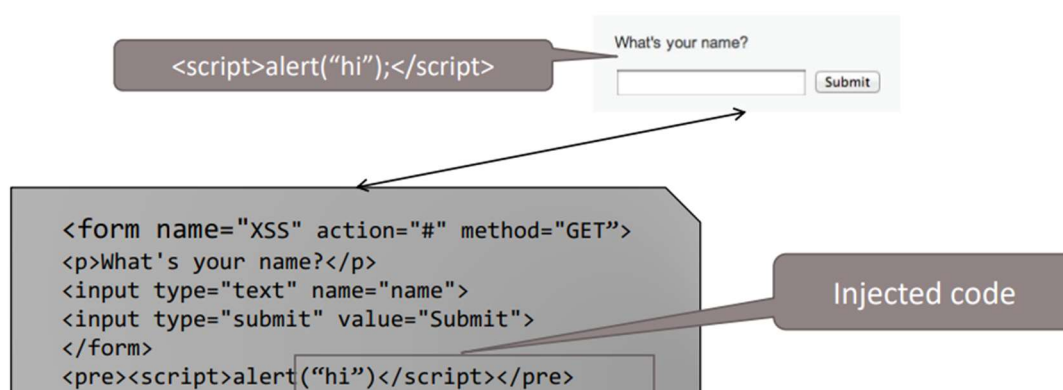 What's your name?
<script>alert(“hi”);</script>
Submit
<form name="XSS" action="#" method="GET”>
<p>What's your name?</p>
<input type="text" name="name">
<input type="submit" value="Submit">
</form>
<pre><script>alert(“hi”)</script></pre>
Injected code